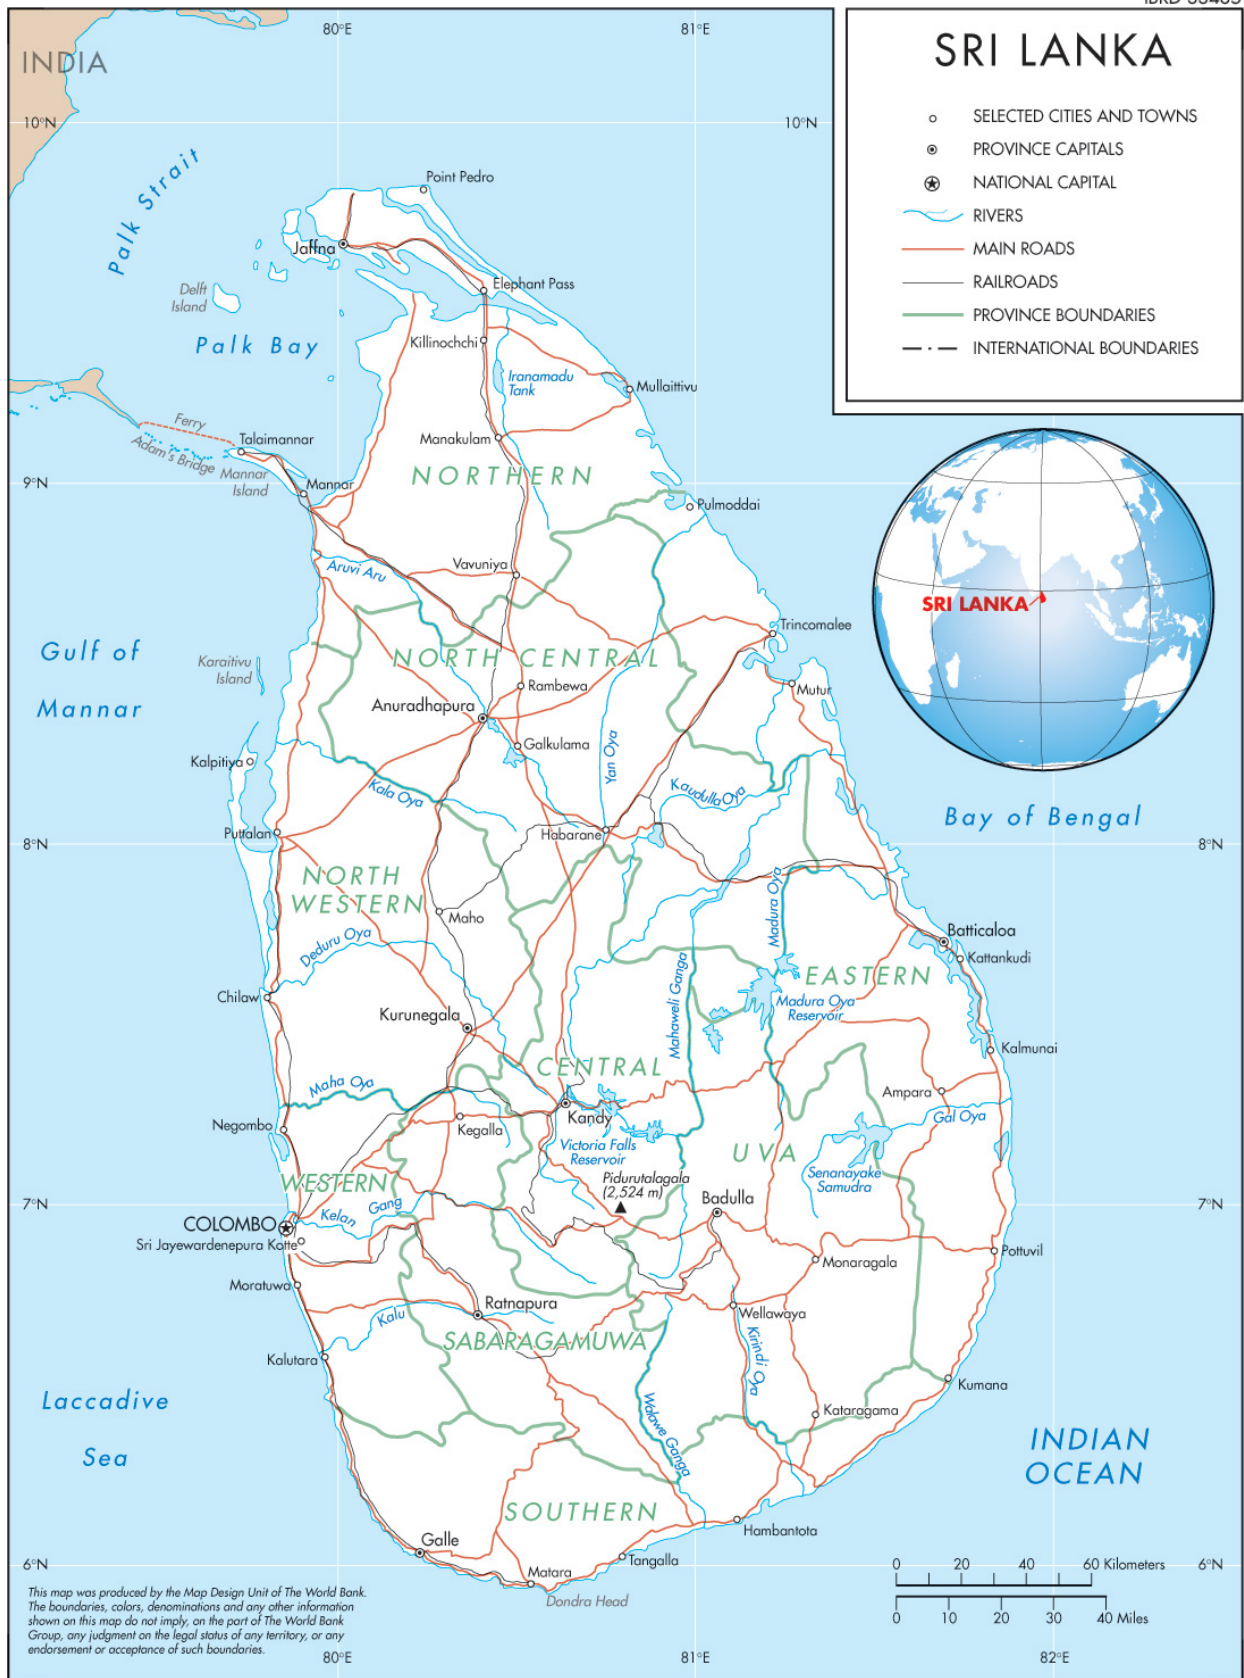 80°E
81°E
INDIA
10°N
10°N
SRI LANKA
SELECTED CITIES AND TOWNS
PROVINCE CAPITALS
NATIONAL CAPITAL
RIVERS
MAIN ROADS
RAILROADS
PROVINCE BOUNDARIES
INTERNATIONAL BOUNDARIES
Palk Strait
Point Pedro
Jaffna
Delft
Island
Elephant Pass
Palk Bay
Killinochchi
Iranamadu
Tank
Mullaittivu
Ferry
Adam's Bridge
Talaimannar
Mannar
Island
Manakulam
NORTHERN
9°N
Mannar
Pulmoddai
Aruvi Aru
Vavuniya
SRI LANKA
Trincomalee
Gulf of
Mannar
Karaitivu
Island
NORTH CENTRAL
Rambewa
Mutur
Anuradhapura
Galkulama
Yan Oya
Kalpitiya
Kala Oya
Kaudulla Oya
Bay of Bengal
Puttalan
Habarane
8°N
8°N
NORTH
WESTERN
Maho
Madura Oya
Deduru Oya
Batticaloa
Kattankudi
Mahaweli Ganga
EASTERN
Chilaw
Madura Oya
Reservoir
Kurunegala
Kalmunai
CENTRAL
Maha Oya
Ampara
Kandy
Gal Oya
Negombo
Kegalla
Victoria Falls
Reservoir
UVA
Senanayake
Samudra
WESTERN
Pidurutalagala
(2,524 m)
Badulla
7°N
7°N
Kelan
Gang
COLOMBO
Sri Jayewardenepura Kotte
Pottuvil
Monaragala
Moratuwa
Ratnapura
Wellawaya
Kalu
SABARAGAMUWA
Kirindi Oya
Kalutara
Kumana
Laccadive
Sea
Walawe Ganga
Kataragama
INDIAN
OCEAN
SOUTHERN
Hambantota
Galle
Tangalla
6°N
6°N
Matara
Dondra Head
0 20 40 60 Kilometers
0 10 20 30 40 Miles
This map was produced by the Map Design Unit of The World Bank.
The boundaries, colors, denominations and any other information
shown on this map do not imply, on the part of The World Bank
Group, any judgment on the legal status of any territory, or any
endorsement or acceptance of such boundaries.
80°E
81°E
82°E